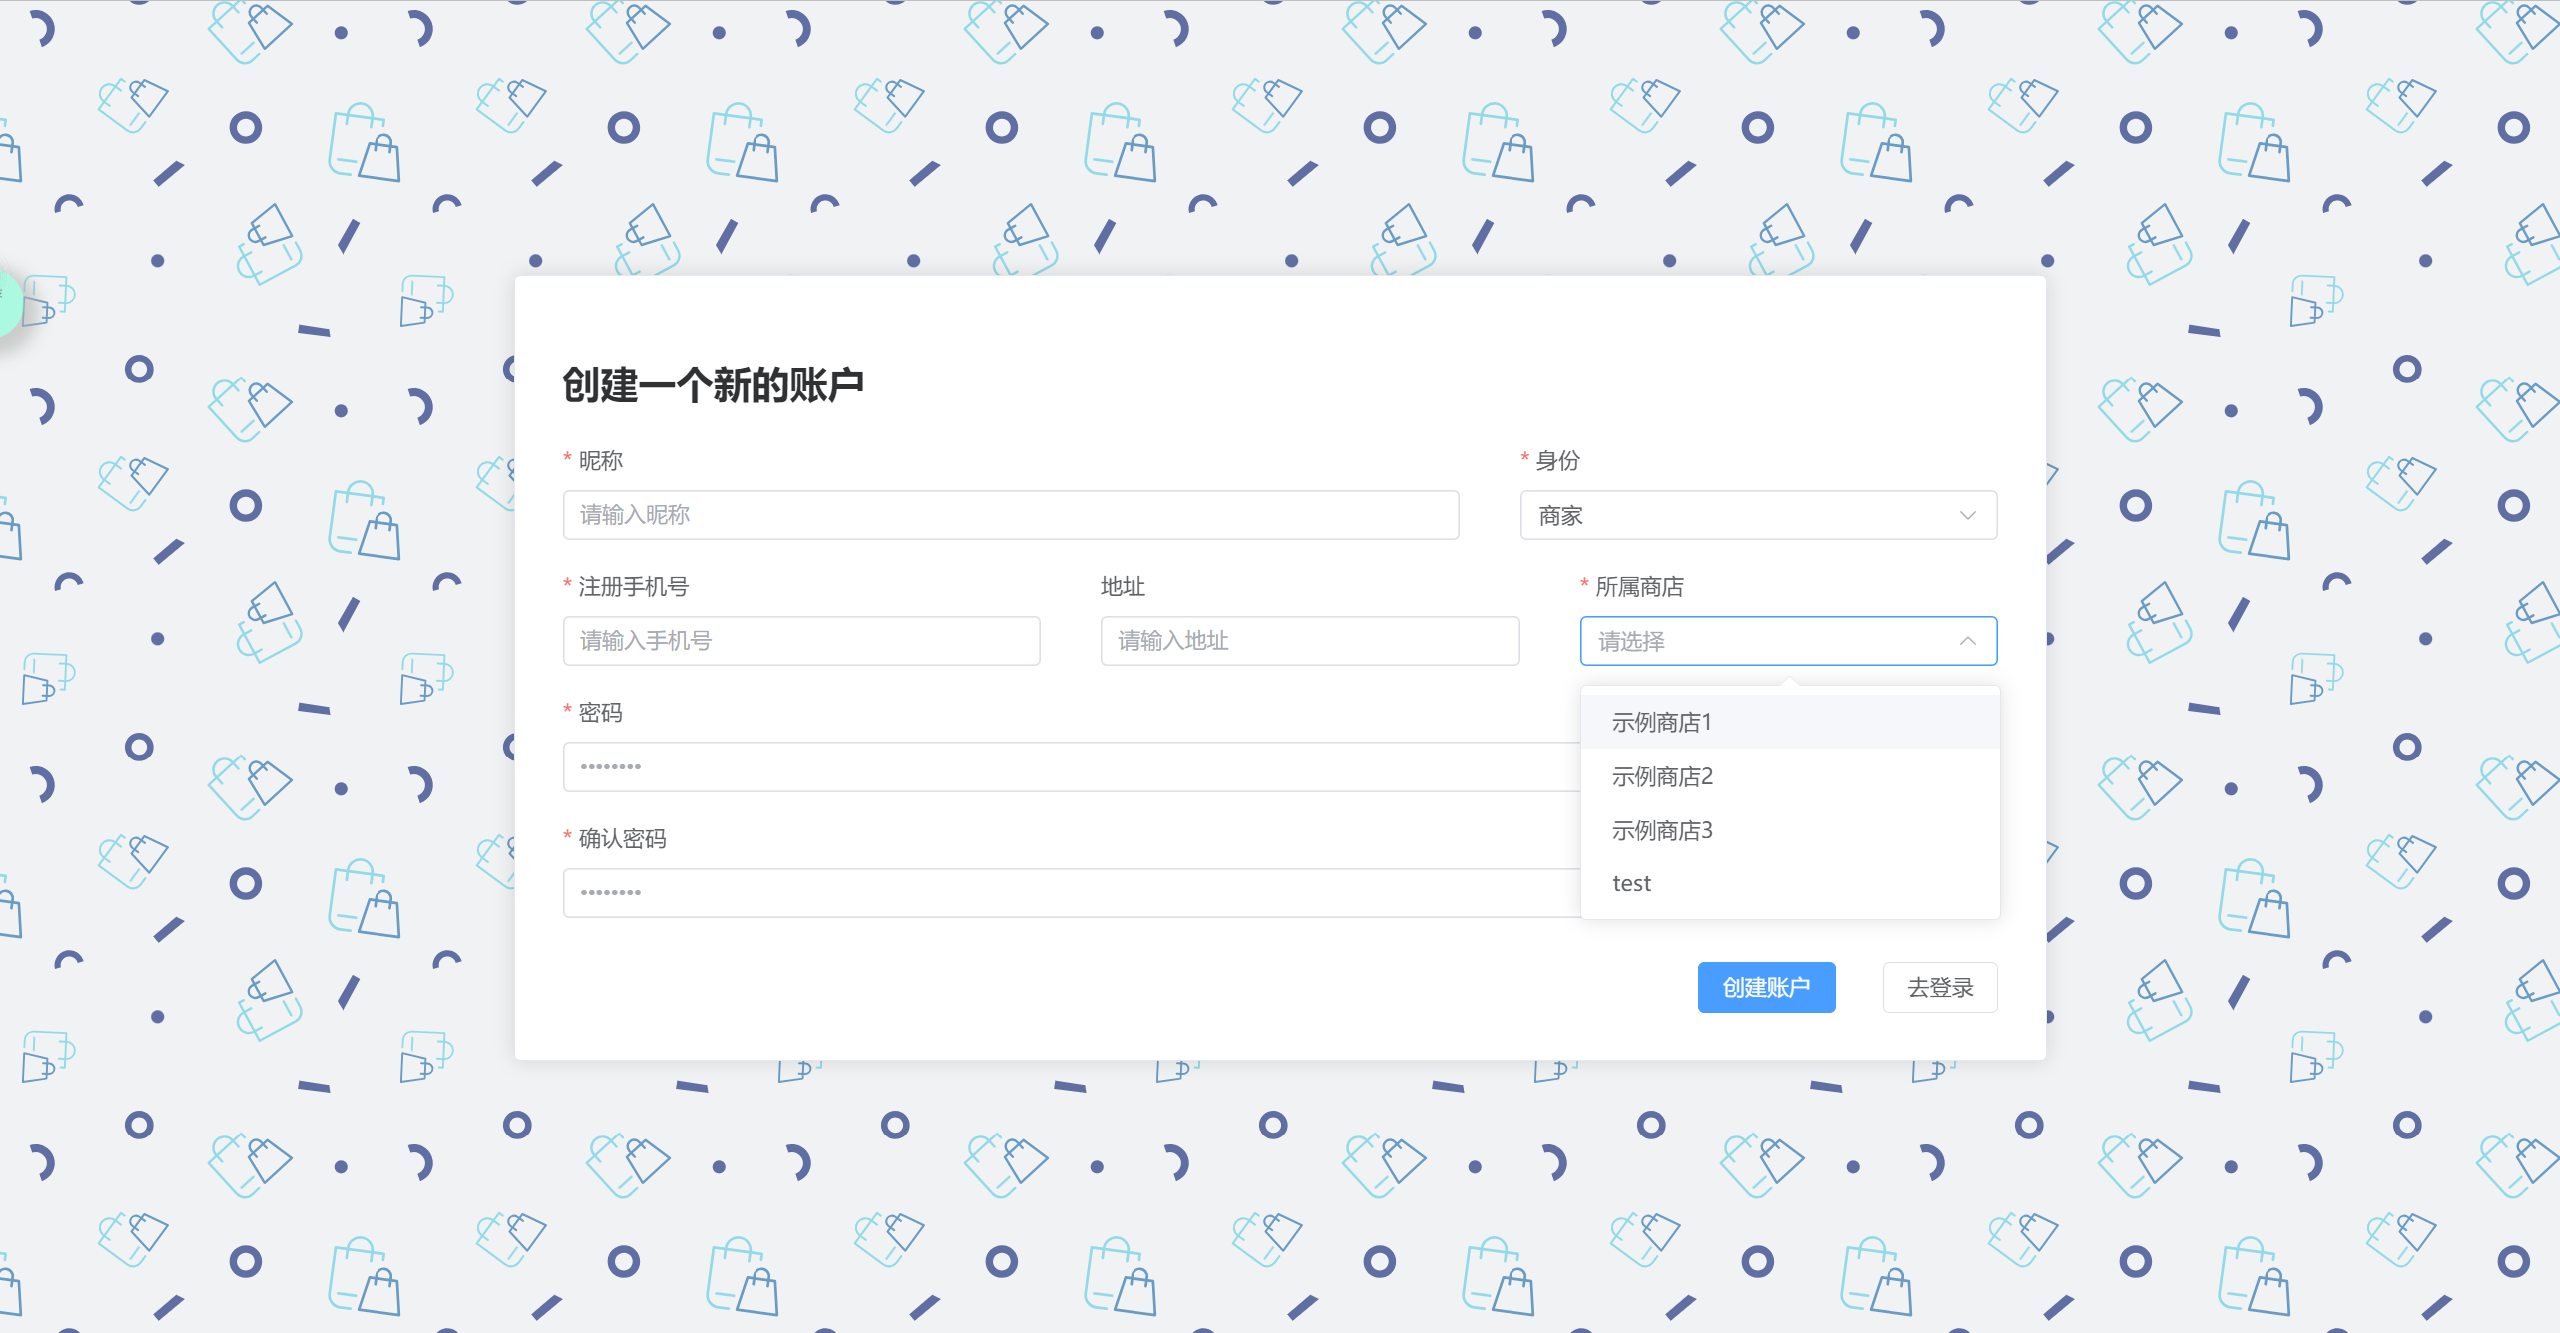 创建一个新的账户
* 昵称
* 身份
请输入昵称
商家
* 注册手机号
地址
* 所属商店
请输入手机号
请输入地址
请选择
* 密码
••••••••
* 确认密码
••••••••
示例商店1
示例商店2
示例商店3
test
创建账户
去登录